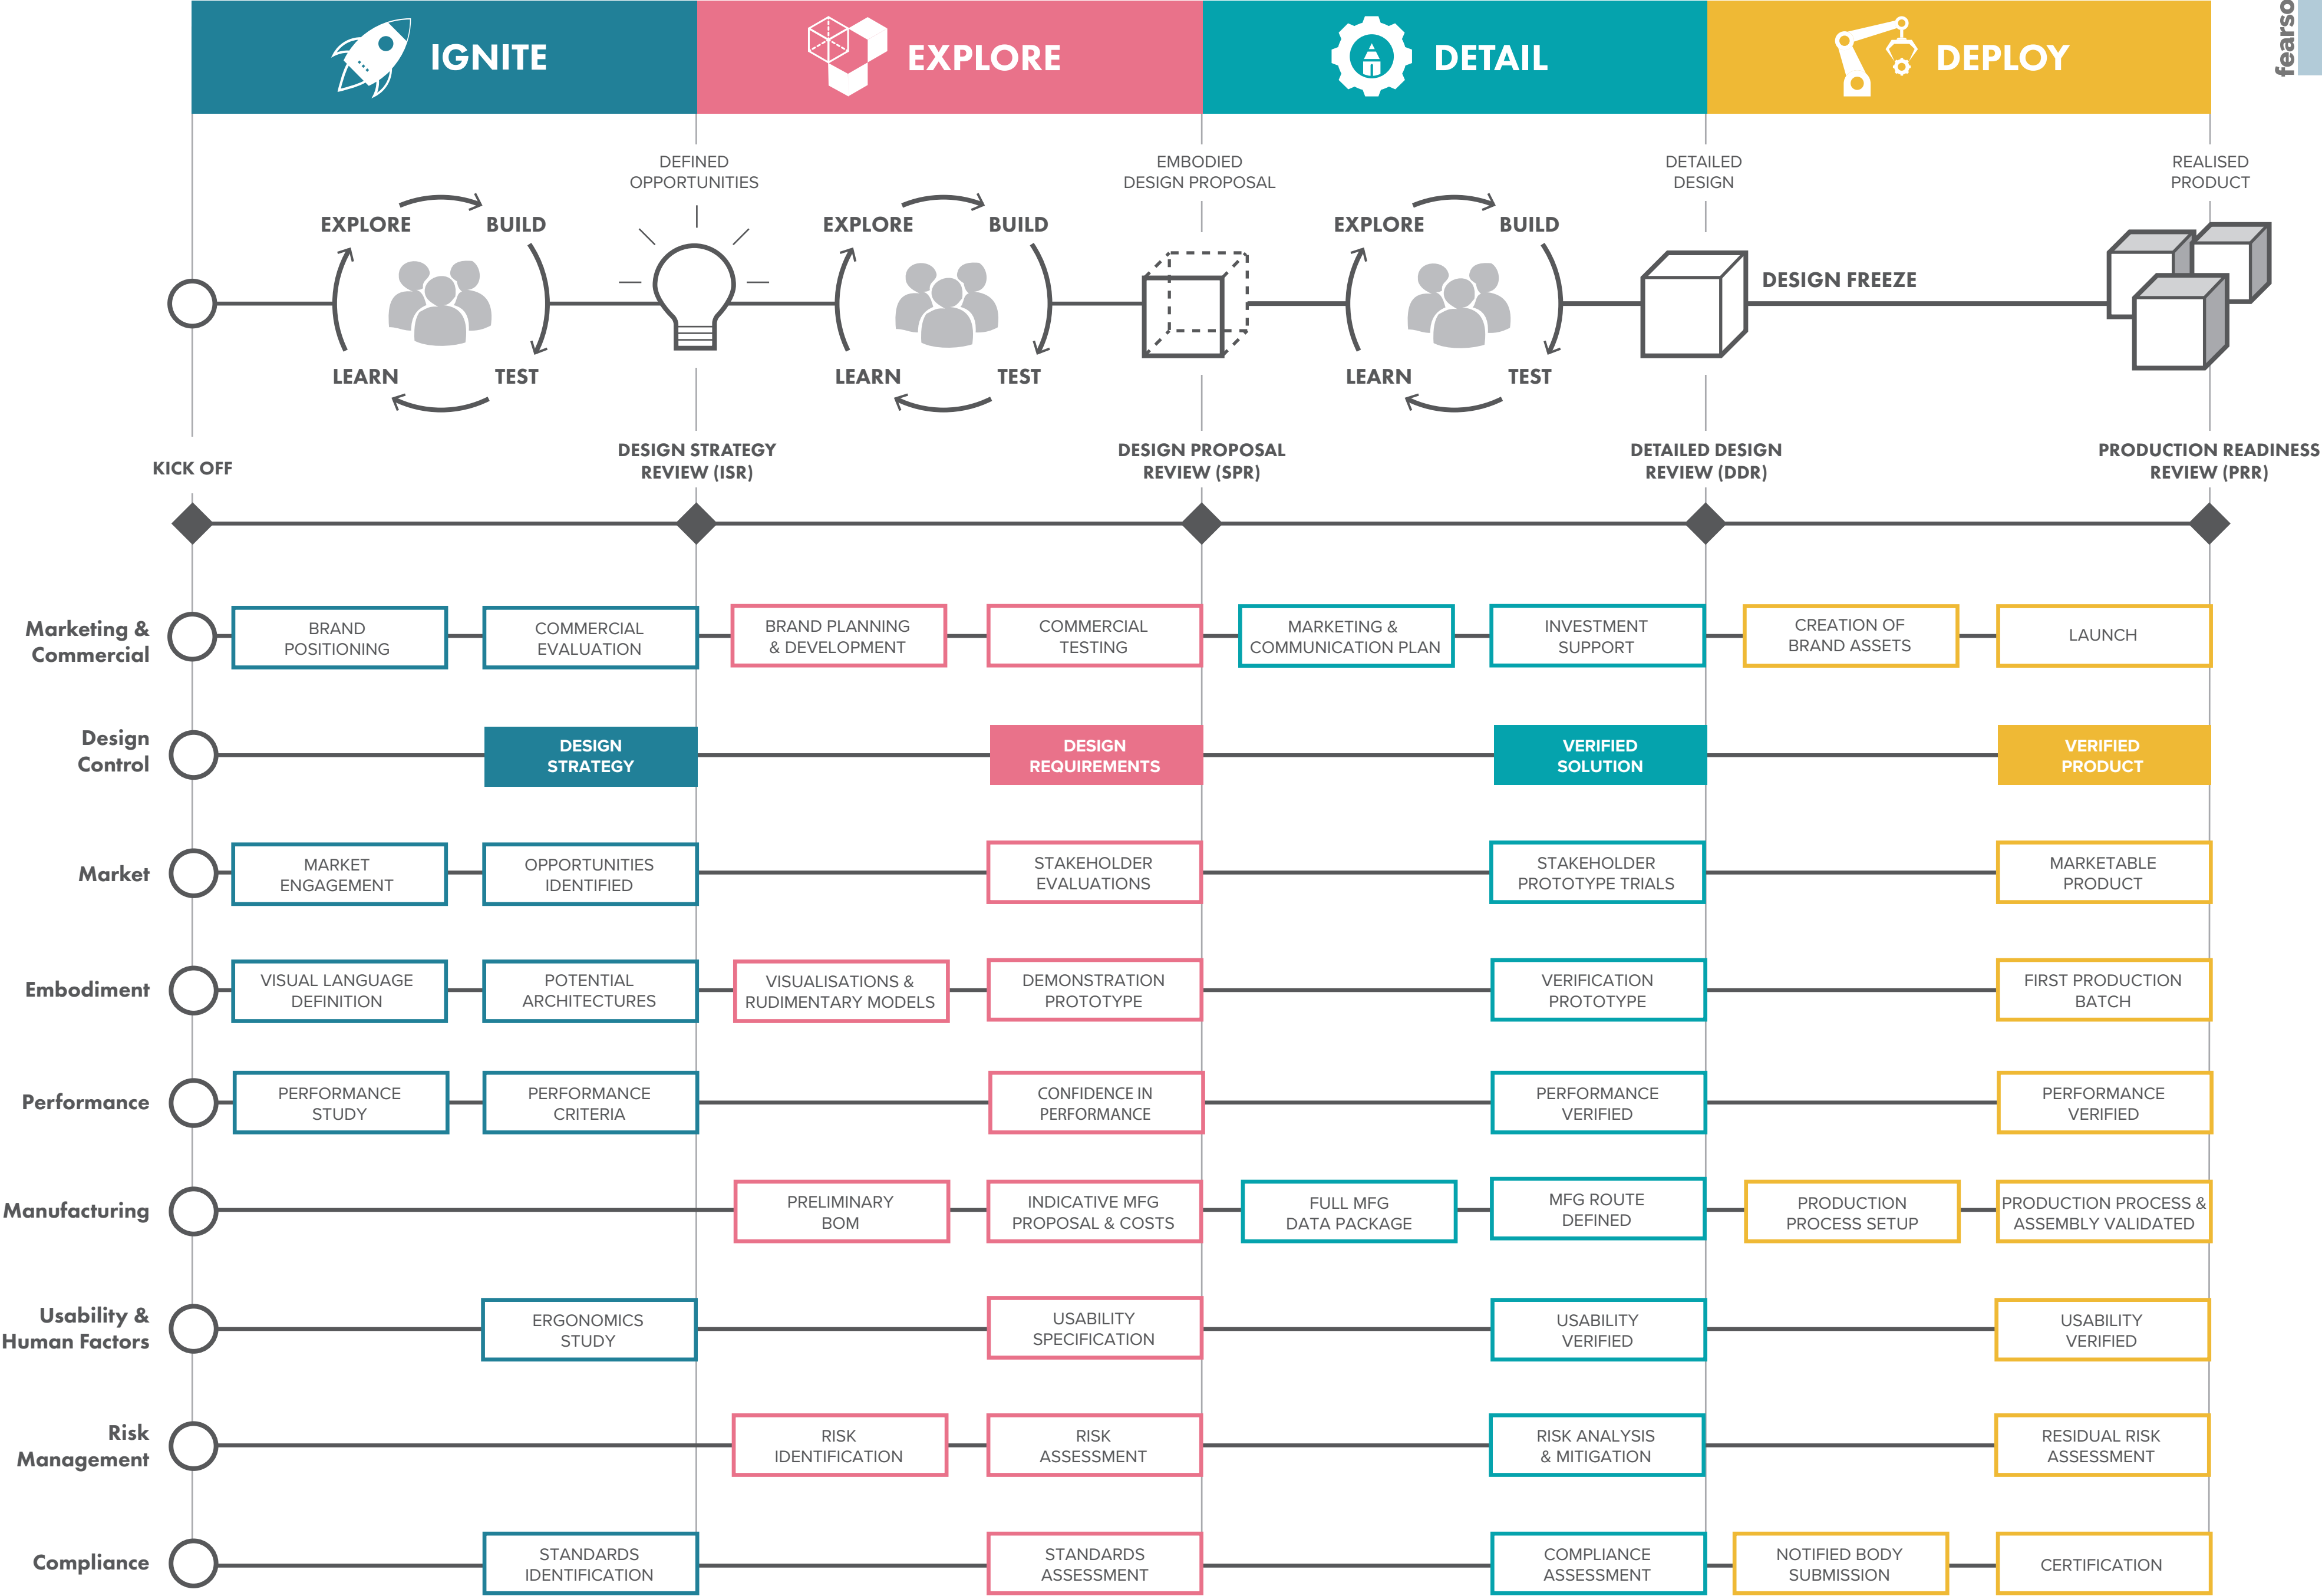 IGNITE
EXPLORE
DETAIL
DEPLOY
fearso
DEFINED
OPPORTUNITIES
EMBODIED
DESIGN PROPOSAL
DETAILED
DESIGN
REALISED
PRODUCT
EXPLORE
BUILD
LEARN
TEST
EXPLORE
BUILD
LEARN
TEST
EXPLORE
BUILD
LEARN
TEST
DESIGN FREEZE
KICK OFF
DESIGN STRATEGY
REVIEW (ISR)
DESIGN PROPOSAL
REVIEW (SPR)
DETAILED DESIGN
REVIEW (DDR)
PRODUCTION READINESS
REVIEW (PRR)
Marketing &
Commercial
BRAND
POSITIONING
COMMERCIAL
EVALUATION
BRAND PLANNING
& DEVELOPMENT
COMMERCIAL
TESTING
MARKETING &
COMMUNICATION PLAN
INVESTMENT
SUPPORT
CREATION OF
BRAND ASSETS
LAUNCH
Design
Control
DESIGN
STRATEGY
DESIGN
REQUIREMENTS
VERIFIED
SOLUTION
VERIFIED
PRODUCT
Market
MARKET
ENGAGEMENT
OPPORTUNITIES
IDENTIFIED
STAKEHOLDER
EVALUATIONS
STAKEHOLDER
PROTOTYPE TRIALS
MARKETABLE
PRODUCT
Embodiment
VISUAL LANGUAGE
DEFINITION
POTENTIAL
ARCHITECTURES
VISUALISATIONS &
RUDIMENTARY MODELS
DEMONSTRATION
PROTOTYPE
VERIFICATION
PROTOTYPE
FIRST PRODUCTION
BATCH
Performance
PERFORMANCE
STUDY
PERFORMANCE
CRITERIA
CONFIDENCE IN
PERFORMANCE
PERFORMANCE
VERIFIED
PERFORMANCE
VERIFIED
Manufacturing
PRELIMINARY
BOM
INDICATIVE MFG
PROPOSAL & COSTS
FULL MFG
DATA PACKAGE
MFG ROUTE
DEFINED
PRODUCTION
PROCESS SETUP
PRODUCTION PROCESS &
ASSEMBLY VALIDATED
Usability &
Human Factors
ERGONOMICS
STUDY
USABILITY
SPECIFICATION
USABILITY
VERIFIED
USABILITY
VERIFIED
Risk
Management
RISK
IDENTIFICATION
RISK
ASSESSMENT
RISK ANALYSIS
& MITIGATION
RESIDUAL RISK
ASSESSMENT
Compliance
STANDARDS
IDENTIFICATION
STANDARDS
ASSESSMENT
COMPLIANCE
ASSESSMENT
NOTIFIED BODY
SUBMISSION
CERTIFICATION